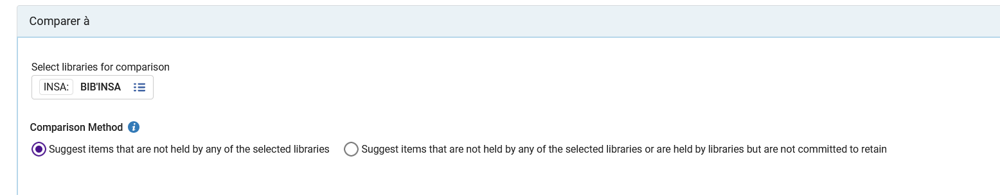 Comparer à
Select libraries for comparison
INSA: BIB'INSA
Comparison Method
Suggest items that are not held by any of the selected libraries Suggest items that are not held by any of the selected libraries or are held by libraries but are not committed to retain